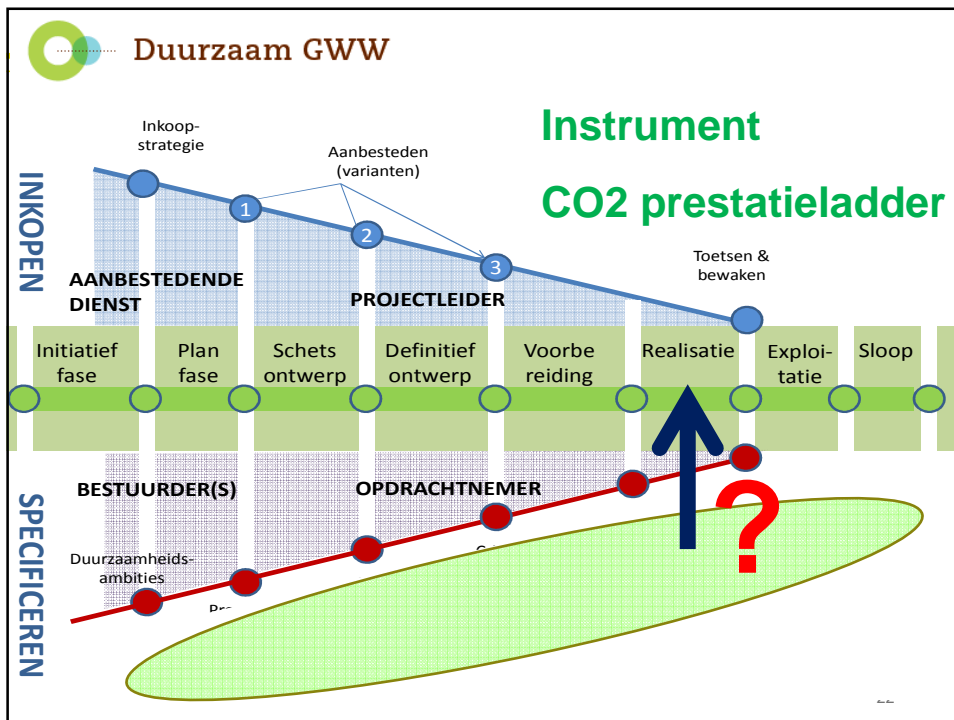 Duurzaam GWW
Instrument
CO2 prestatieladder
Inkoop-
strategie
Aanbesteden
(varianten)
INKOPEN
1
2
3
Toetsen &
bewaken
AANBESTEDENDE
DIENST
PROJECTLEIDER
Initiatief
fase
Plan
fase
Schets
ontwerp
Definitief
ontwerp
Voorbe
reiding
Realisatie
Exploi-
tatie
Sloop
SPECIFICEREN
BESTUURDER(S)
OPDRACHTNEMER
?
Duurzaamheids-
ambities